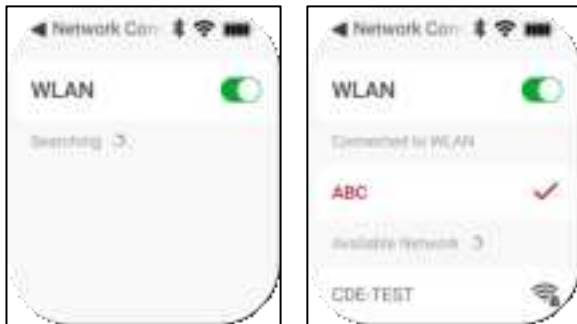 Network Con
WLAN
Searching
Network Con
WLAN
Connected to WLAN
ABC
Available Network
CDE-TEST